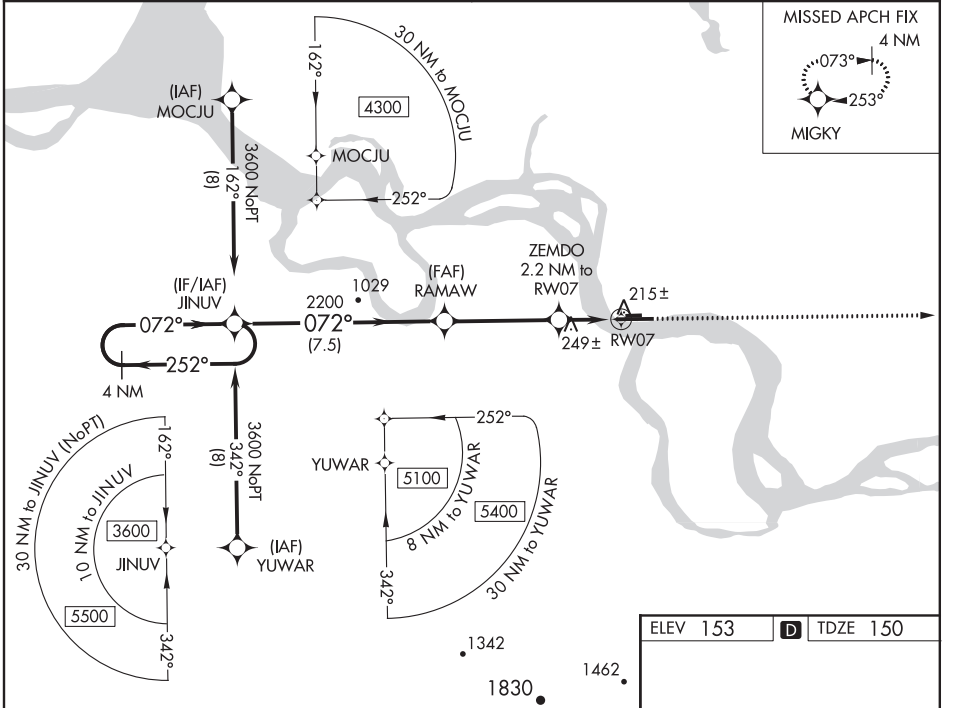 MISSED APCH FIX
4 NM
073°
253°
MIGKY
(IAF)
MOCJU
3600 NoPT
162°
(8)
162°
30 NM to MOCJU
4300
MOCJU
252°
(IF/IAF)
JINUV
072°
252°
4 NM
2200
072°
(7.5)
1029
(FAF)
RAMAW
ZEMDO
2.2 NM to
RW07
249±
215±
RW07
3600 NoPT
342°
(8)
(IAF)
YUWAR
30 NM to JINUV (NoPT)
10 NM to JINUV
162°
3600
JINUV
5500
342°
252°
YUWAR
5100
8 NM to YUWAR
5400
30 NM to YUWAR
342°
1342
1462
1830
ELEV 153 D TDZE 150